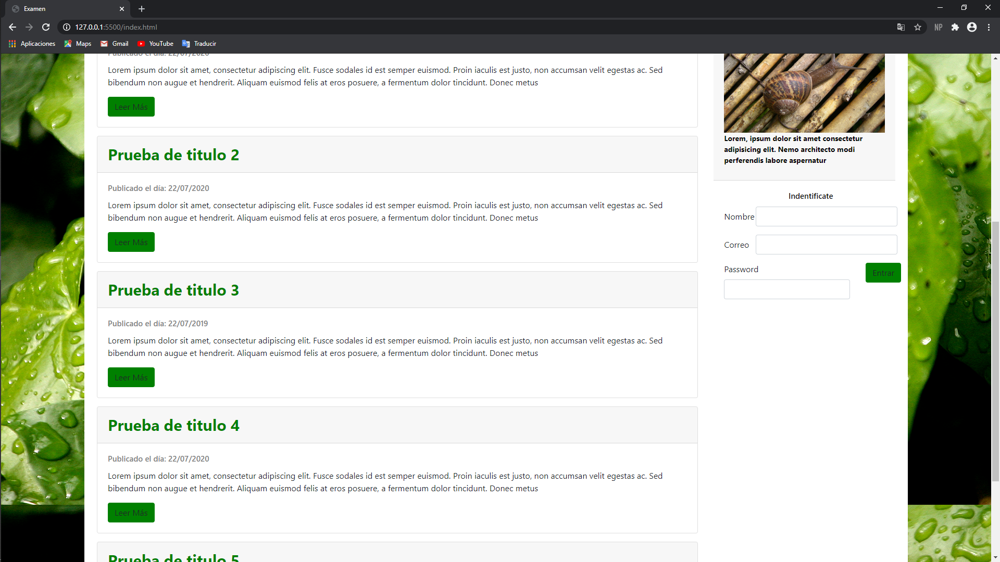 Examen
127.0.0.1:5500/index.html
NP
Aplicaciones Maps Gmail YouTube Traducir
Publicado el día: 22/07/2020
Lorem ipsum dolor sit amet, consectetur adipiscing elit. Fusce sodales id est semper euismod. Proin iaculis est justo, non accumsan velit egestas ac. Sed
bibendum non augue et hendrerit. Aliquam euismod felis at eros posuere, a fermentum dolor tincidunt. Donec metus
Leer Más
Prueba de titulo 2
Publicado el día: 22/07/2020
Lorem ipsum dolor sit amet, consectetur adipiscing elit. Fusce sodales id est semper euismod. Proin iaculis est justo, non accumsan velit egestas ac. Sed
bibendum non augue et hendrerit. Aliquam euismod felis at eros posuere, a fermentum dolor tincidunt. Donec metus
Leer Más
Prueba de titulo 3
Publicado el día: 22/07/2019
Lorem ipsum dolor sit amet, consectetur adipiscing elit. Fusce sodales id est semper euismod. Proin iaculis est justo, non accumsan velit egestas ac. Sed
bibendum non augue et hendrerit. Aliquam euismod felis at eros posuere, a fermentum dolor tincidunt. Donec metus
Leer Más
Prueba de titulo 4
Publicado el día: 22/07/2020
Lorem ipsum dolor sit amet, consectetur adipiscing elit. Fusce sodales id est semper euismod. Proin iaculis est justo, non accumsan velit egestas ac. Sed
bibendum non augue et hendrerit. Aliquam euismod felis at eros posuere, a fermentum dolor tincidunt. Donec metus
Leer Más
Prueba de titulo 5
Lorem, ipsum dolor sit amet consectetur
adipisicing elit. Nemo architecto modi
perferendis labore aspernatur
Indentificate
Nombre
Correo
Password
Entrar